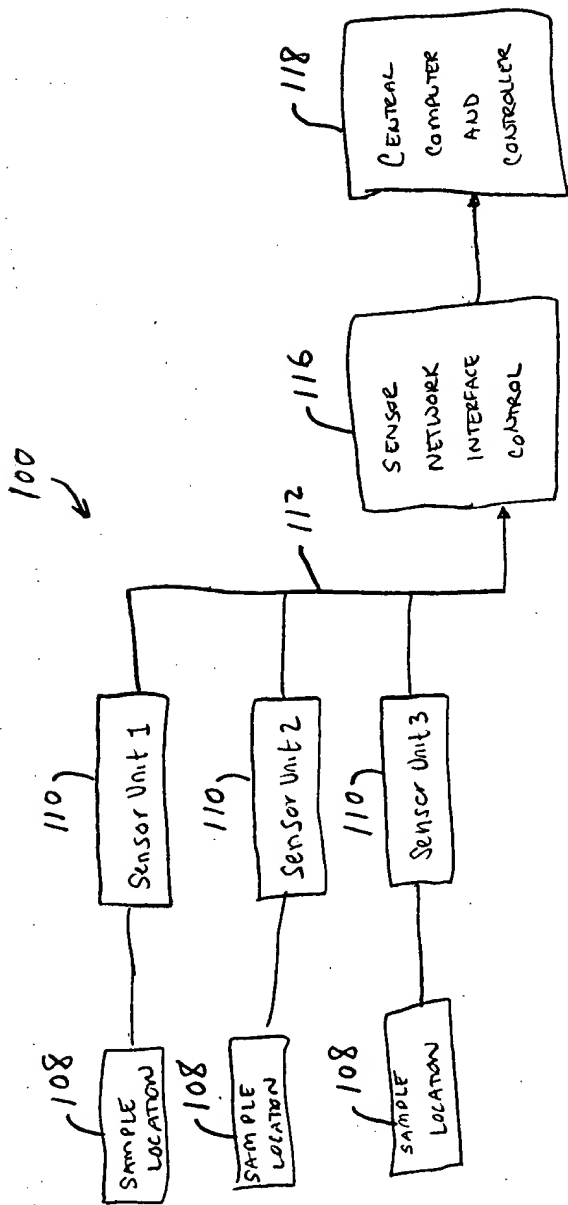 100
108
SAMPLE
LOCATION
110
Sensor Unit 1
108
SAMPLE
LOCATION
110
Sensor Unit 2
108
SAMPLE
LOCATION
110
Sensor Unit 3
112
116
SENSOR
NETWORK
INTERFACE
CONTROL
118
CENTRAL
COMPUTER
AND
CONTROLLER